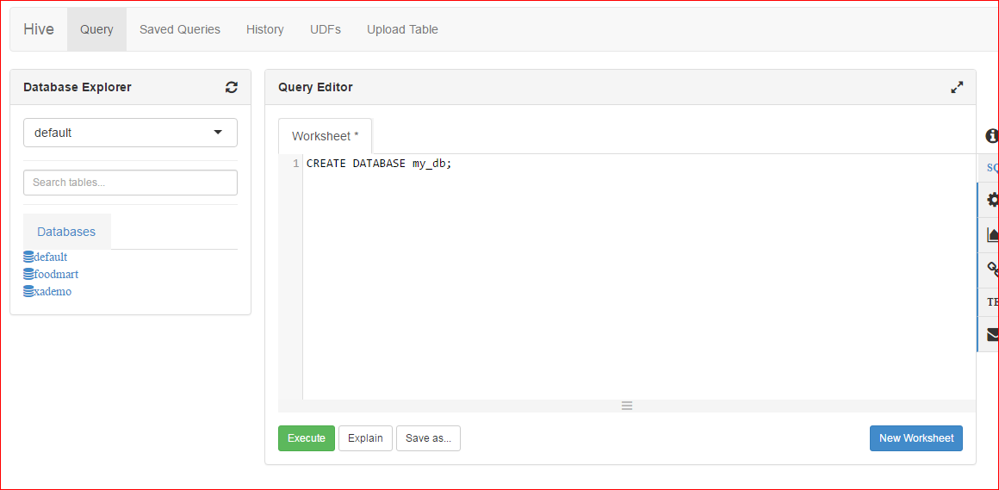 Hive Query Saved Queries History UDFs Upload Table
Database Explorer
default
Search tables...
Databases
default
foodmart
xademo
Query Editor
Worksheet *
1 CREATE DATABASE my_db;
Execute Explain Save as... New Worksheet
SQ
TE